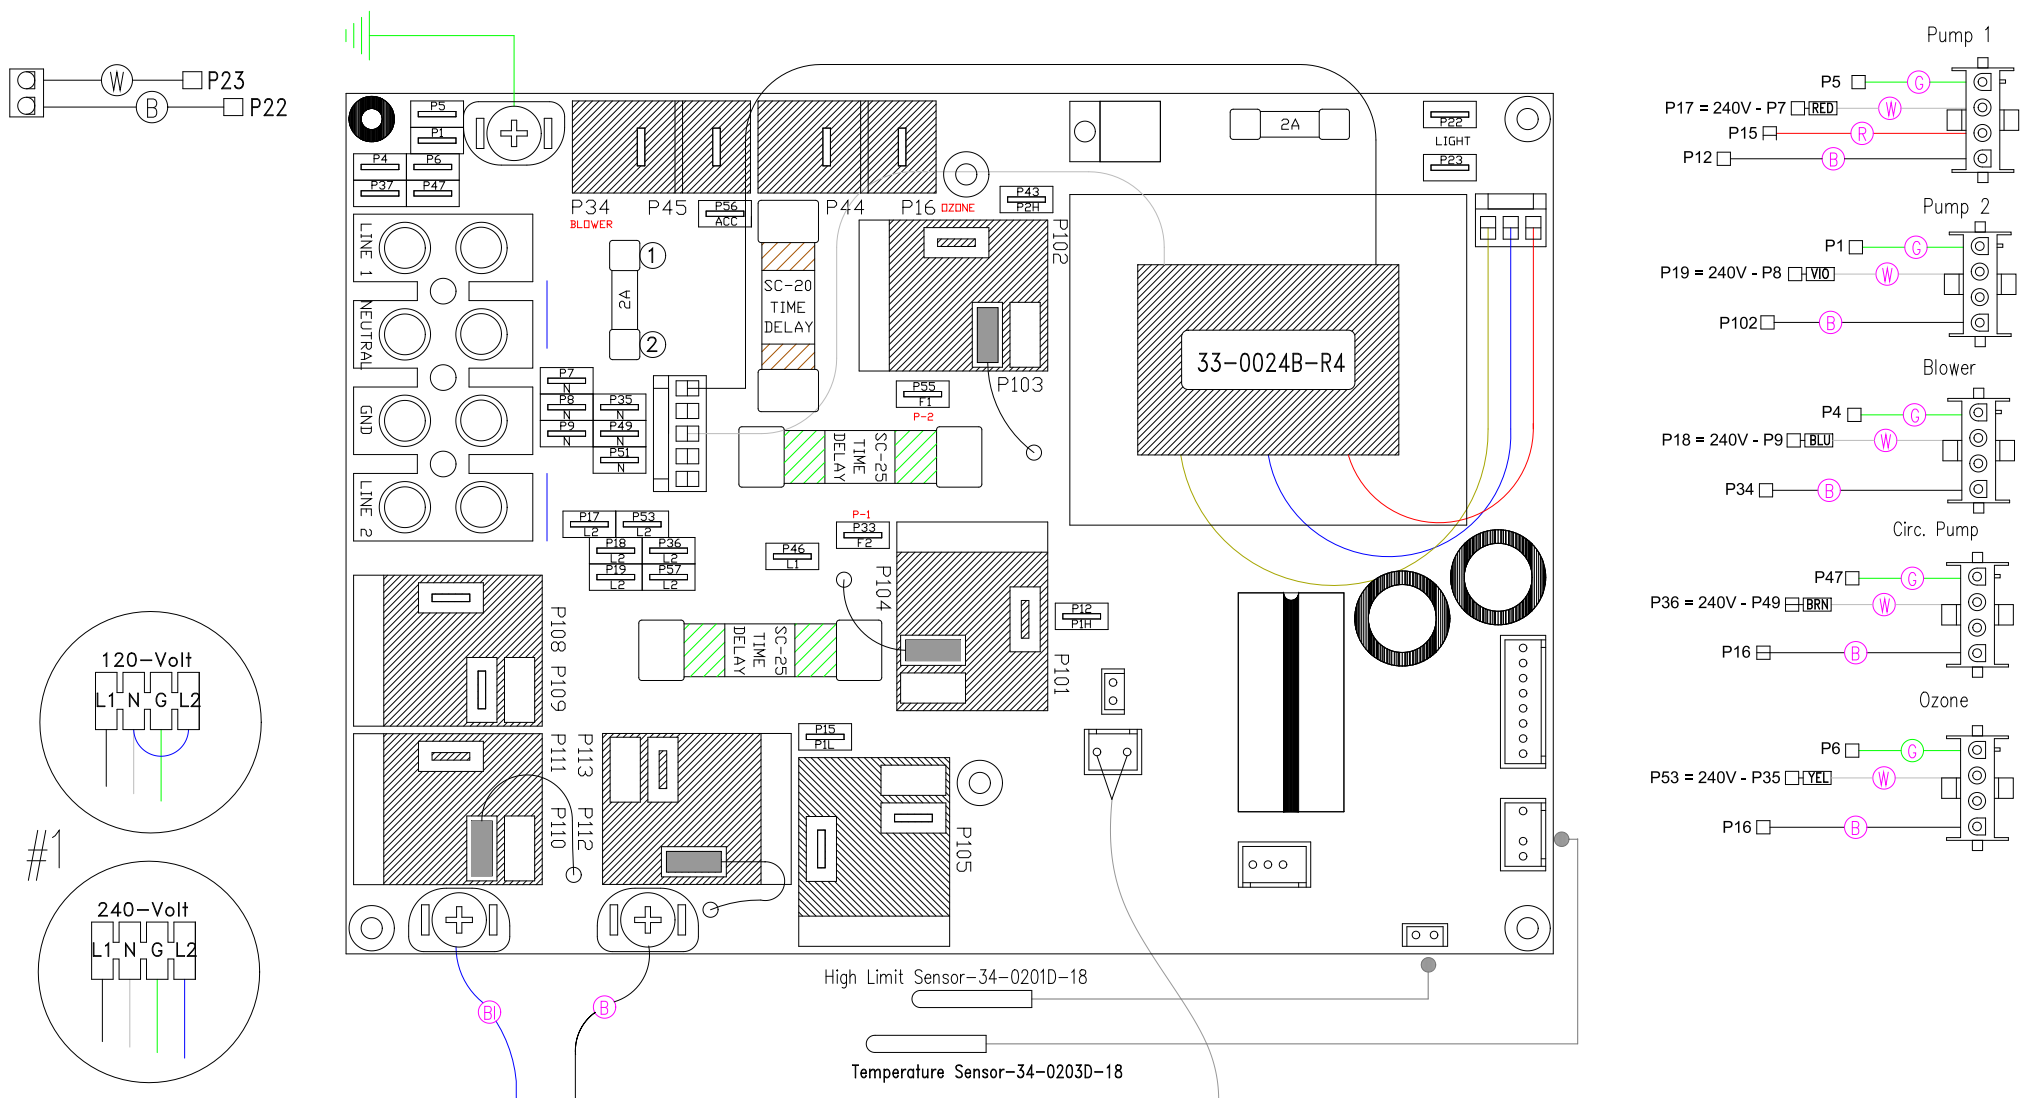 W P23
B P22
P5
P1
P4 P6
P37 P47
LINE 1
NEUTRAL
GND
LINE 2
P34 P45 P44 P16
BLOWER
OZONE
P56
ACC
P43
P2H
2A
P22
LIGHT
P23
1
2A
2
SC-20
TIME
DELAY
P102
P103
P7
N
P8 P35
N N
P9 P49
N N
P51
N
P55
F1
P-2
SC-25
TIME
DELAY
33-0024B-R4
P17 P53
L2 L2
P18 P36
L2 L2
P19 P57
L2 L2
P46
L1
P-1
P33
F2
P104
P12
P1H
P101
P108 P109
SC-25
TIME
DELAY
P15
P1L
P111 P113
P110 P112
P105
BI
B
High Limit Sensor-34-0201D-18
Temperature Sensor-34-0203D-18
120-Volt
L1 N G L2
#1
240-Volt
L1 N G L2
Pump 1
P5 G
P17 = 240V - P7 RED W
P15 R
P12 B
Pump 2
P1 G
P19 = 240V - P8 VIO W
P102 B
Blower
P4 G
P18 = 240V - P9 BLU W
P34 B
Circ. Pump
P47 G
P36 = 240V - P49 BRN W
P16 B
Ozone
P6 G
P53 = 240V - P35 YEL W
P16 B